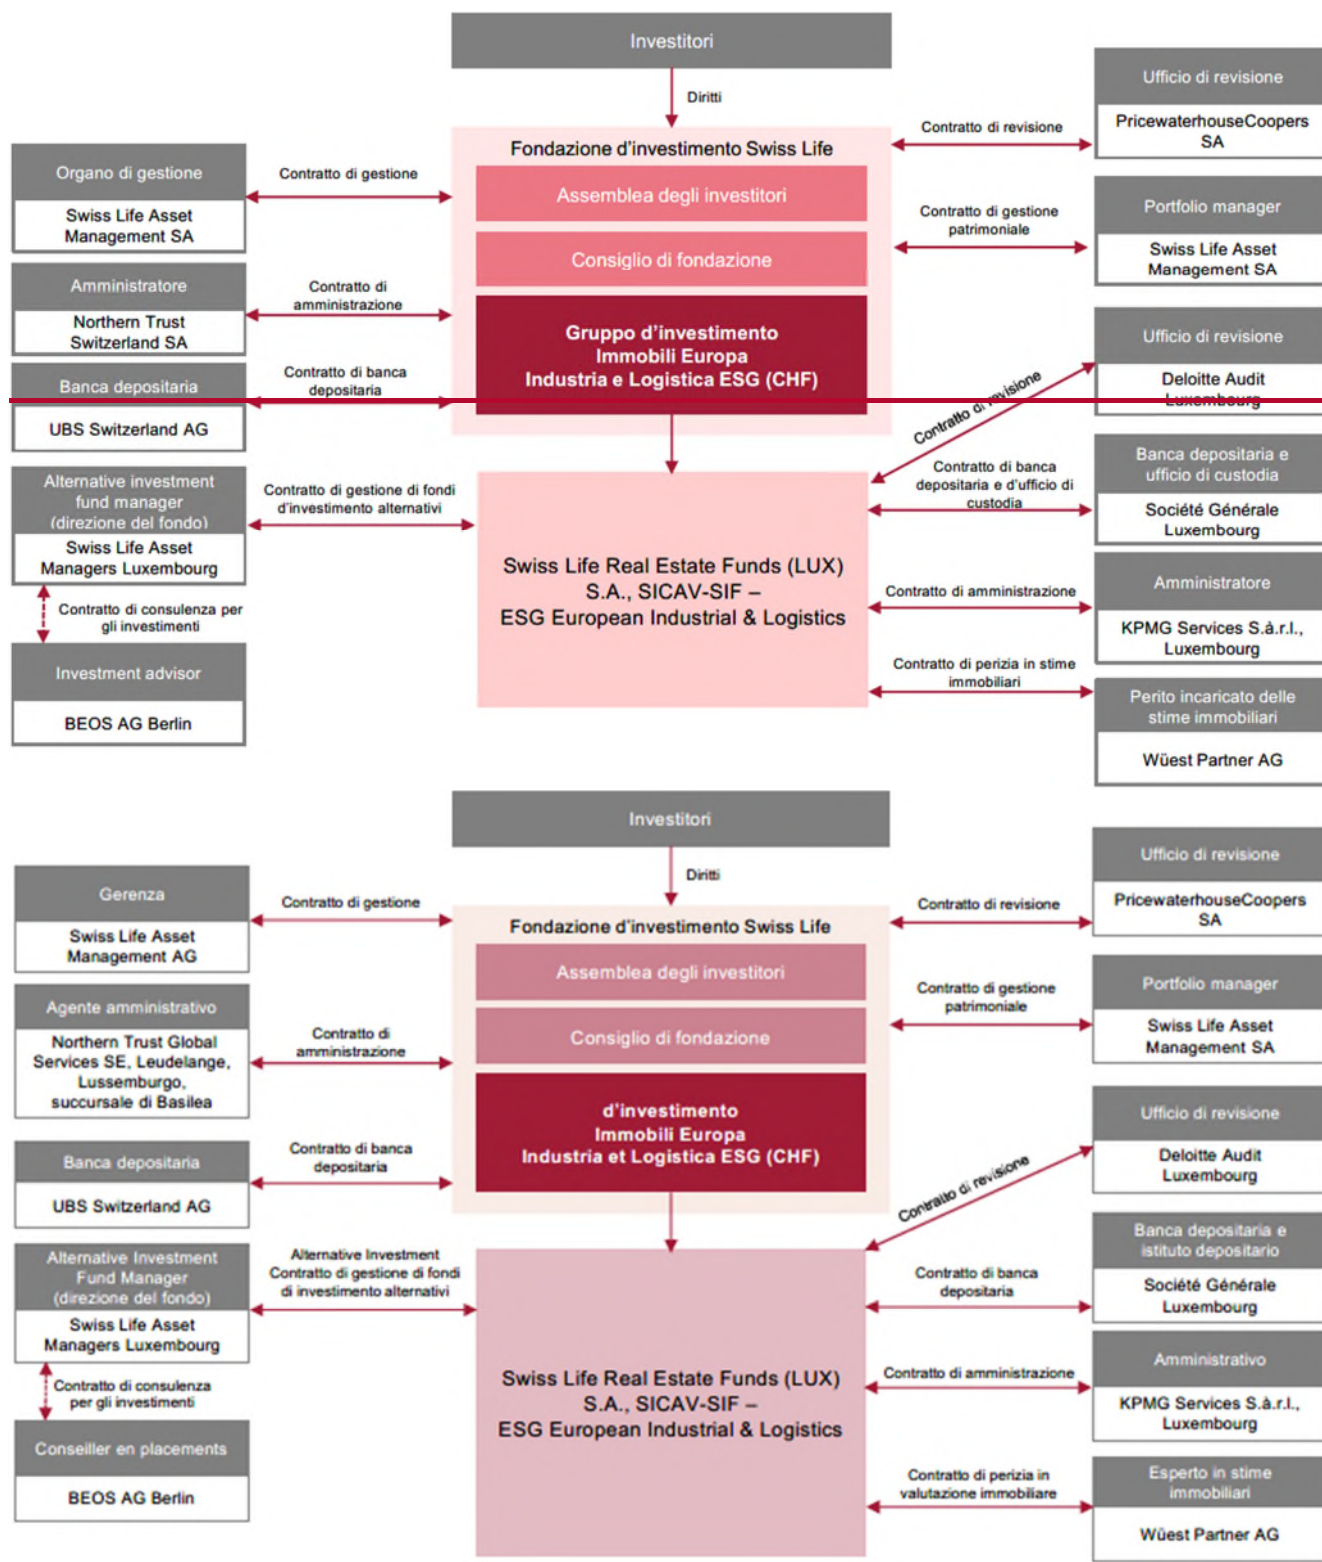 Investitori
Diritti
Ufficio di revisione
PricewaterhouseCoopers
SA
Contratto di revisione
Fondazione d'investimento Swiss Life
Organo di gestione
Swiss Life Asset
Management SA
Contratto di gestione
Assemblea degli investitori
Contratto di gestione
patrimoniale
Portfolio manager
Swiss Life Asset
Management SA
Consiglio di fondazione
Amministratore
Northern Trust
Switzerland SA
Contratto di
amministrazione
Gruppo d'investimento
Immobili Europa
Industria e Logistica ESG (CHF)
Ufficio di revisione
Deloitte Audit
Luxembourg
Contratto di revisione
Banca depositaria
UBS Switzerland AG
Contratto di banca
depositaria
Contratto di banca
depositaria e d'ufficio di
custodia
Banca depositaria e
ufficio di custodia
Société Générale
Luxembourg
Alternative investment
fund manager
(direzione del fondo)
Swiss Life Asset
Managers Luxembourg
Contratto di gestione di fondi
d'investimento alternativi
Swiss Life Real Estate Funds (LUX)
S.A., SICAV-SIF –
ESG European Industrial & Logistics
Contratto di amministrazione
Amministratore
KPMG Services S.à.r.l.,
Luxembourg
Contratto di consulenza per
gli investimenti
Investment advisor
BEOS AG Berlin
Contratto di perizia in stime
immobiliari
Perito incaricato delle
stime immobiliari
Wüest Partner AG
Investitori
Diritti
Ufficio di revisione
PricewaterhouseCoopers
SA
Contratto di revisione
Fondazione d'investimento Swiss Life
Gerenza
Swiss Life Asset
Management AG
Contratto di gestione
Assemblea degli investitori
Contratto di gestione
patrimoniale
Portfolio manager
Swiss Life Asset
Management SA
Consiglio di fondazione
Agente amministrativo
Northern Trust Global
Services SE, Leudelange,
Lussemburgo,
succursale di Basilea
Contratto di
amministrazione
d'investimento
Immobili Europa
Industria et Logistica ESG (CHF)
Ufficio di revisione
Deloitte Audit
Luxembourg
Contratto di revisione
Banca depositaria
UBS Switzerland AG
Contratto di banca
depositaria
Banca depositaria e
istituto depositario
Société Générale
Luxembourg
Contratto di banca
depositaria
Alternative Investment
Fund Manager
(direzione del fondo)
Swiss Life Asset
Managers Luxembourg
Alternative Investment
Contratto di gestione di fondi
di investimento alternativi
Swiss Life Real Estate Funds (LUX)
S.A., SICAV-SIF –
ESG European Industrial & Logistics
Contratto di amministrazione
Amministrativo
KPMG Services S.à.r.l.,
Luxembourg
Contratto di consulenza
per gli investimenti
Conseiller en placements
BEOS AG Berlin
Contratto di perizia in
valutazione immobiliare
Esperto in stime
immobiliari
Wüest Partner AG